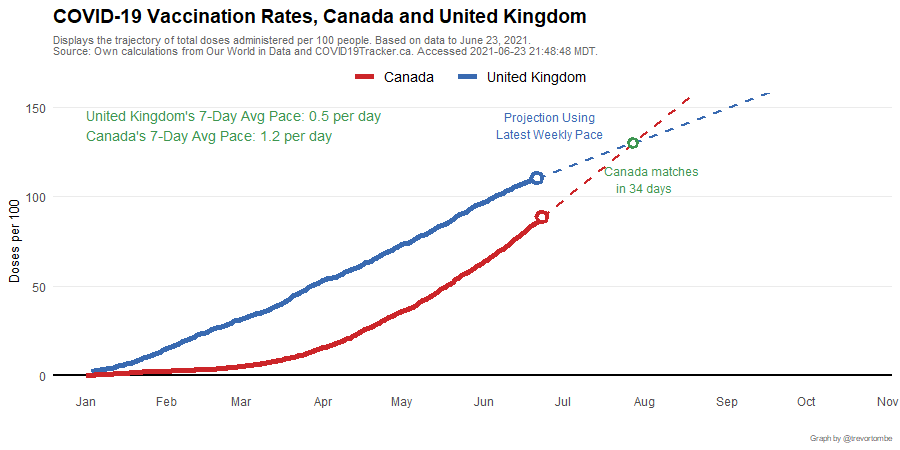 COVID-19 Vaccination Rates, Canada and United Kingdom
Displays the trajectory of total doses administered per 100 people. Based on data to June 23, 2021.
Source: Own calculations from Our World in Data and COVID19Tracker.ca. Accessed 2021-06-23 21:48:48 MDT.
Canada United Kingdom
150
United Kingdom's 7-Day Avg Pace: 0.5 per day
Canada's 7-Day Avg Pace: 1.2 per day
Projection Using
Latest Weekly Pace
Canada matches
in 34 days
100
Doses per 100
50
0
Jan Feb Mar Apr May Jun Jul Aug Sep Oct Nov
Graph by @trevortombe